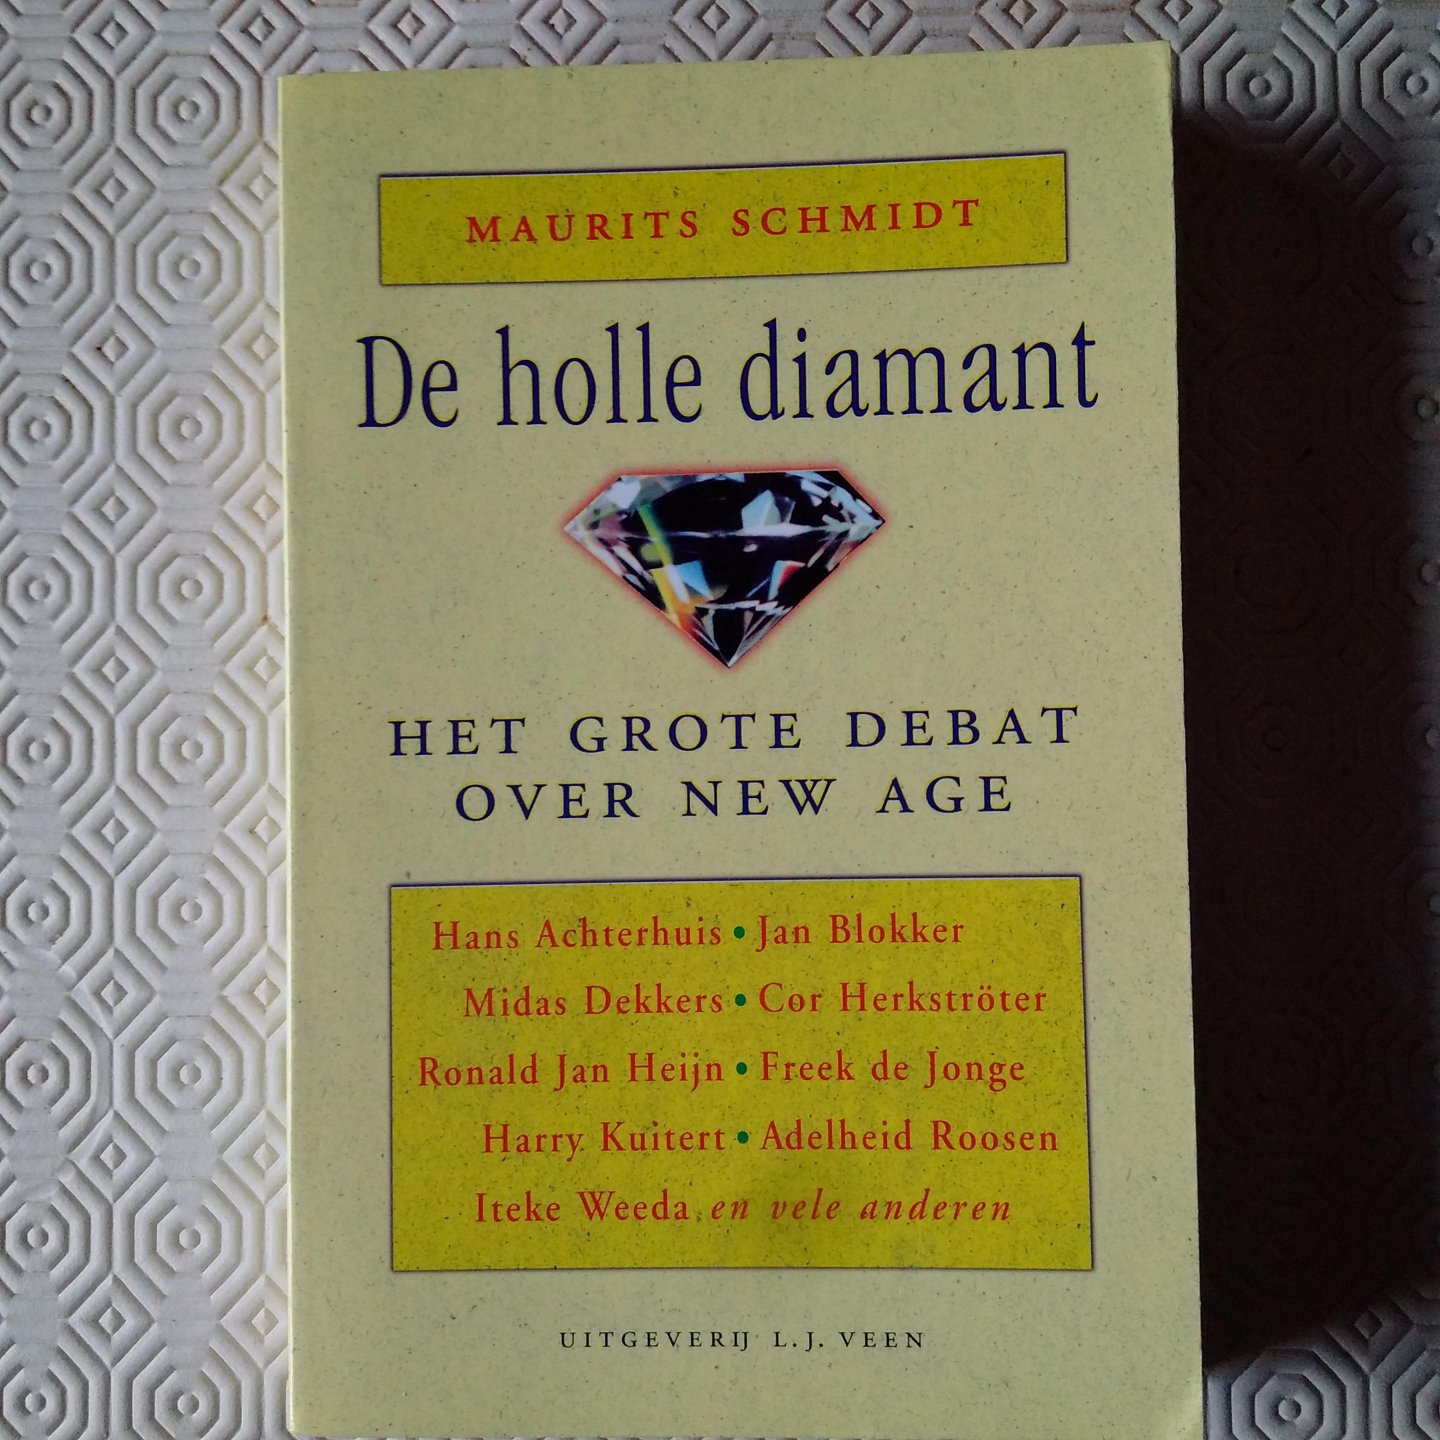 MAURITS SCHMIDT
De holle diamant
HET GROTE DEBAT
OVER NEW AGE
Hans Achterhuis • Jan Blokker
Midas Dekkers • Cor Herkströter
Ronald Jan Heijn • Freek de Jonge
Harry Kuitert • Adelheid Roosen
Iteke Weeda en vele anderen
UITGEVERIJ L.J. VEEN